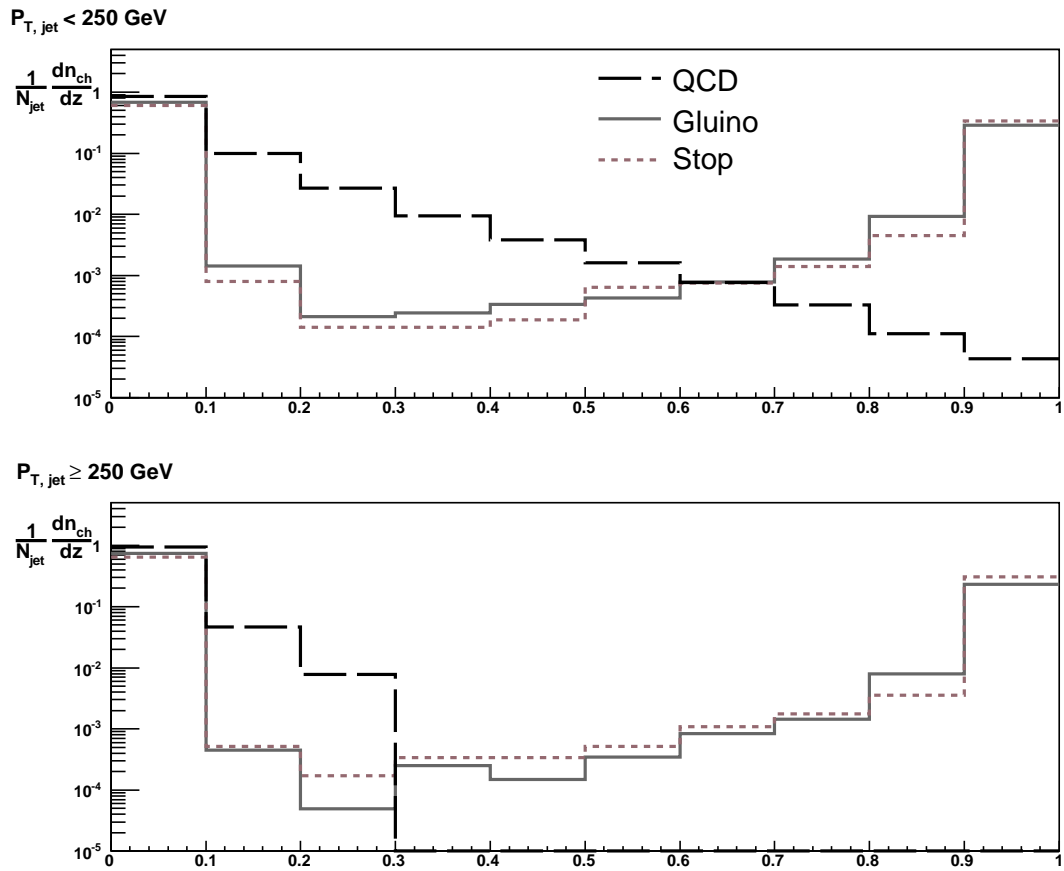 P_T, jet < 250 GeV
1/N_jet dn_ch/dz
1
10^-1
10^-2
10^-3
10^-4
10^-5
QCD
Gluino
Stop
0 0.1 0.2 0.3 0.4 0.5 0.6 0.7 0.8 0.9 1
P_T, jet ≥ 250 GeV
1/N_jet dn_ch/dz
1
10^-1
10^-2
10^-3
10^-4
10^-5
0 0.1 0.2 0.3 0.4 0.5 0.6 0.7 0.8 0.9 1